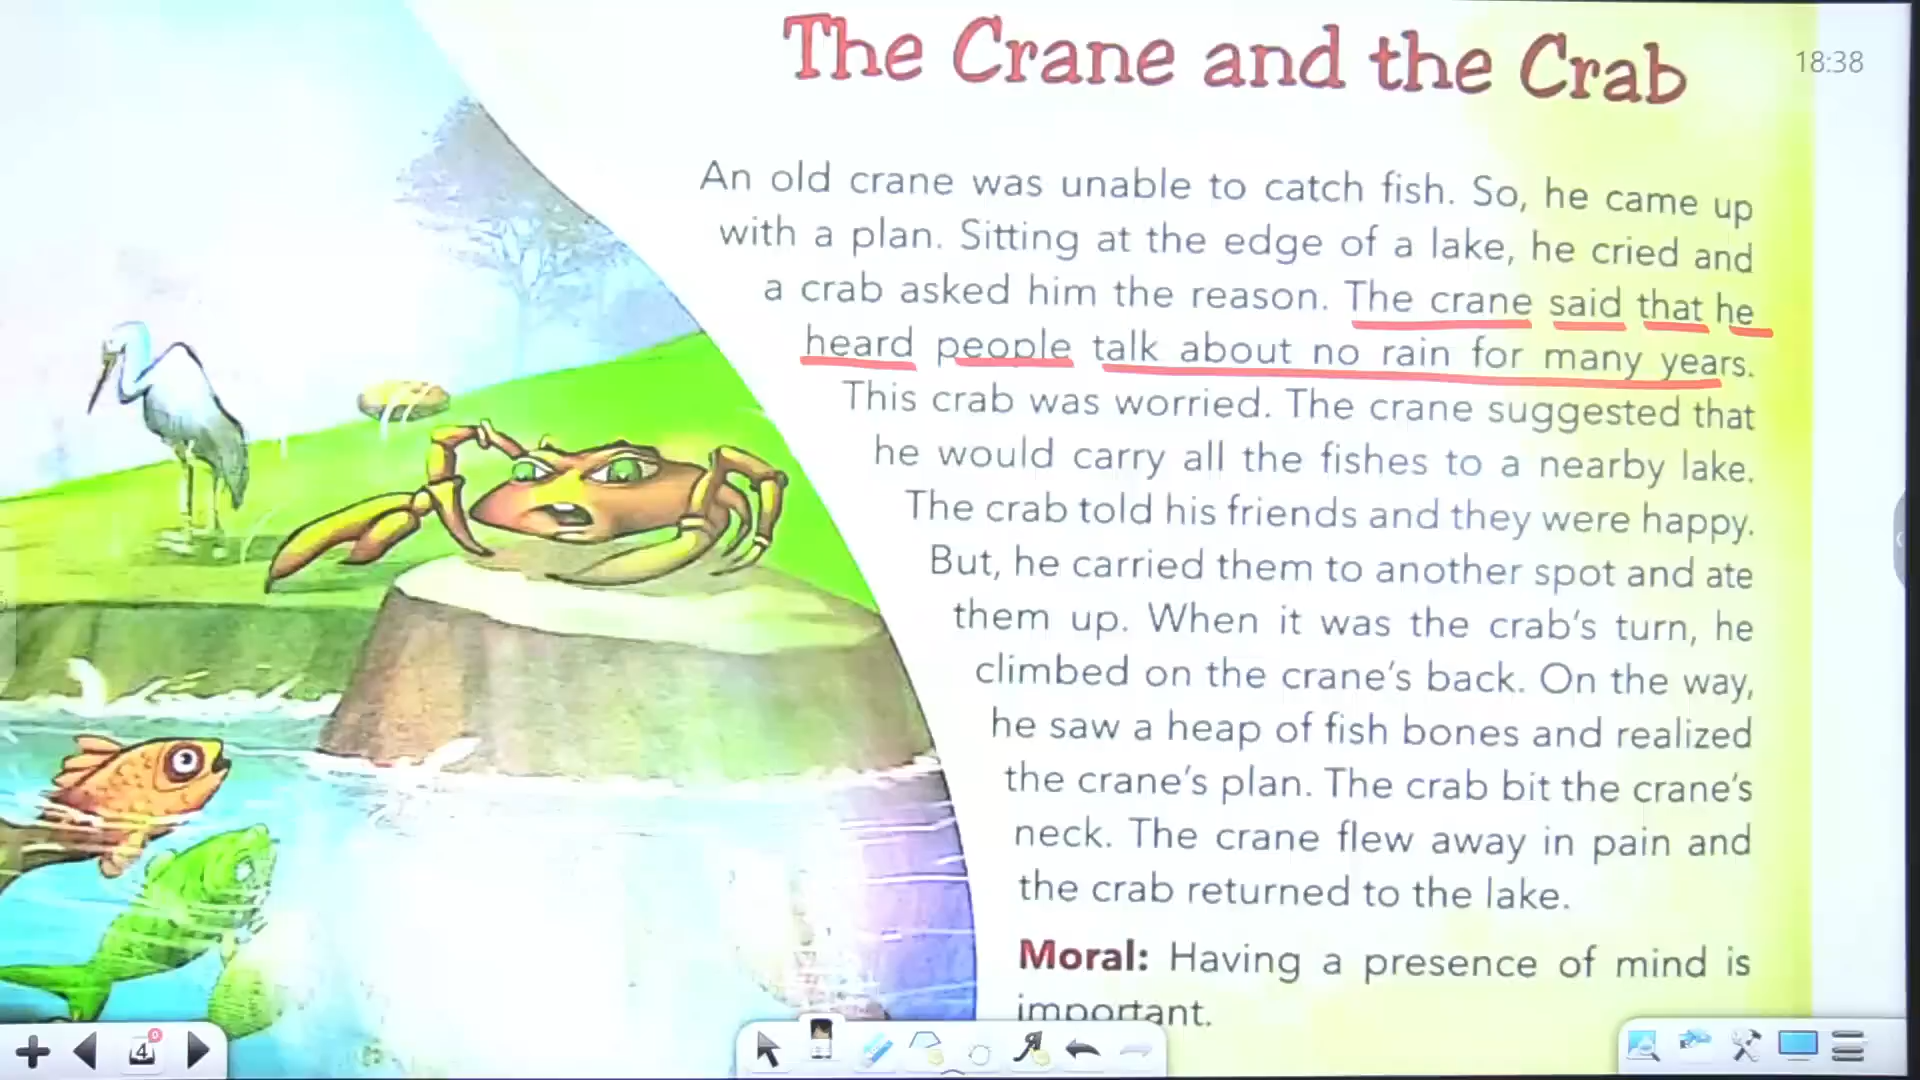 The Crane and the Crab
18:38
An old crane was unable to catch fish. So, he came up
with a plan. Sitting at the edge of a lake, he cried and
a crab asked him the reason. The crane said that he
heard people talk about no rain for many years.
This crab was worried. The crane suggested that
he would carry all the fishes to a nearby lake.
The crab told his friends and they were happy.
But, he carried them to another spot and ate
them up. When it was the crab's turn, he
climbed on the crane's back. On the way,
he saw a heap of fish bones and realized
the crane's plan. The crab bit the crane's
neck. The crane flew away in pain and
the crab returned to the lake.
Moral: Having a presence of mind is
important.
4
0